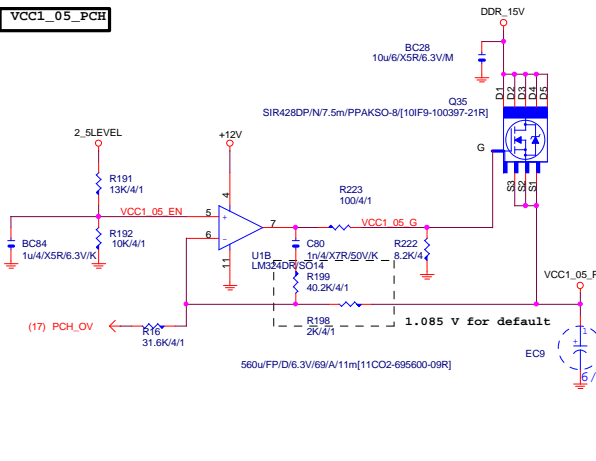 VCC1_05_PCH
DDR_15V
BC28
10u/6/X5R/6.3V/M
D1
D2
D3
D4
D5
Q35
SIR428DP/N/7.5m/PPAKSO-8/[10IF9-100397-21R]
G
S3
S2
S1
2_5LEVEL
+12V
R191
13K/4/1
R223
100/4/1
4
VCC1_05_EN
5
+
7
VCC1_05_G
6
-
11
R192
10K/4/1
BC84
1u/4/X5R/6.3V/K
U1B
LM324DR/SO14
C80
1n/4/X7R/50V/K
R222
8.2K/4
R199
40.2K/4/1
VCC1_05_P
(17) PCH_OV
R16
31.6K/4/1
R198
2K/4/1
1.085 V for default
1
+
EC9
560u/FP/D/6.3V/69/A/11m[11CO2-695600-09R]
6/